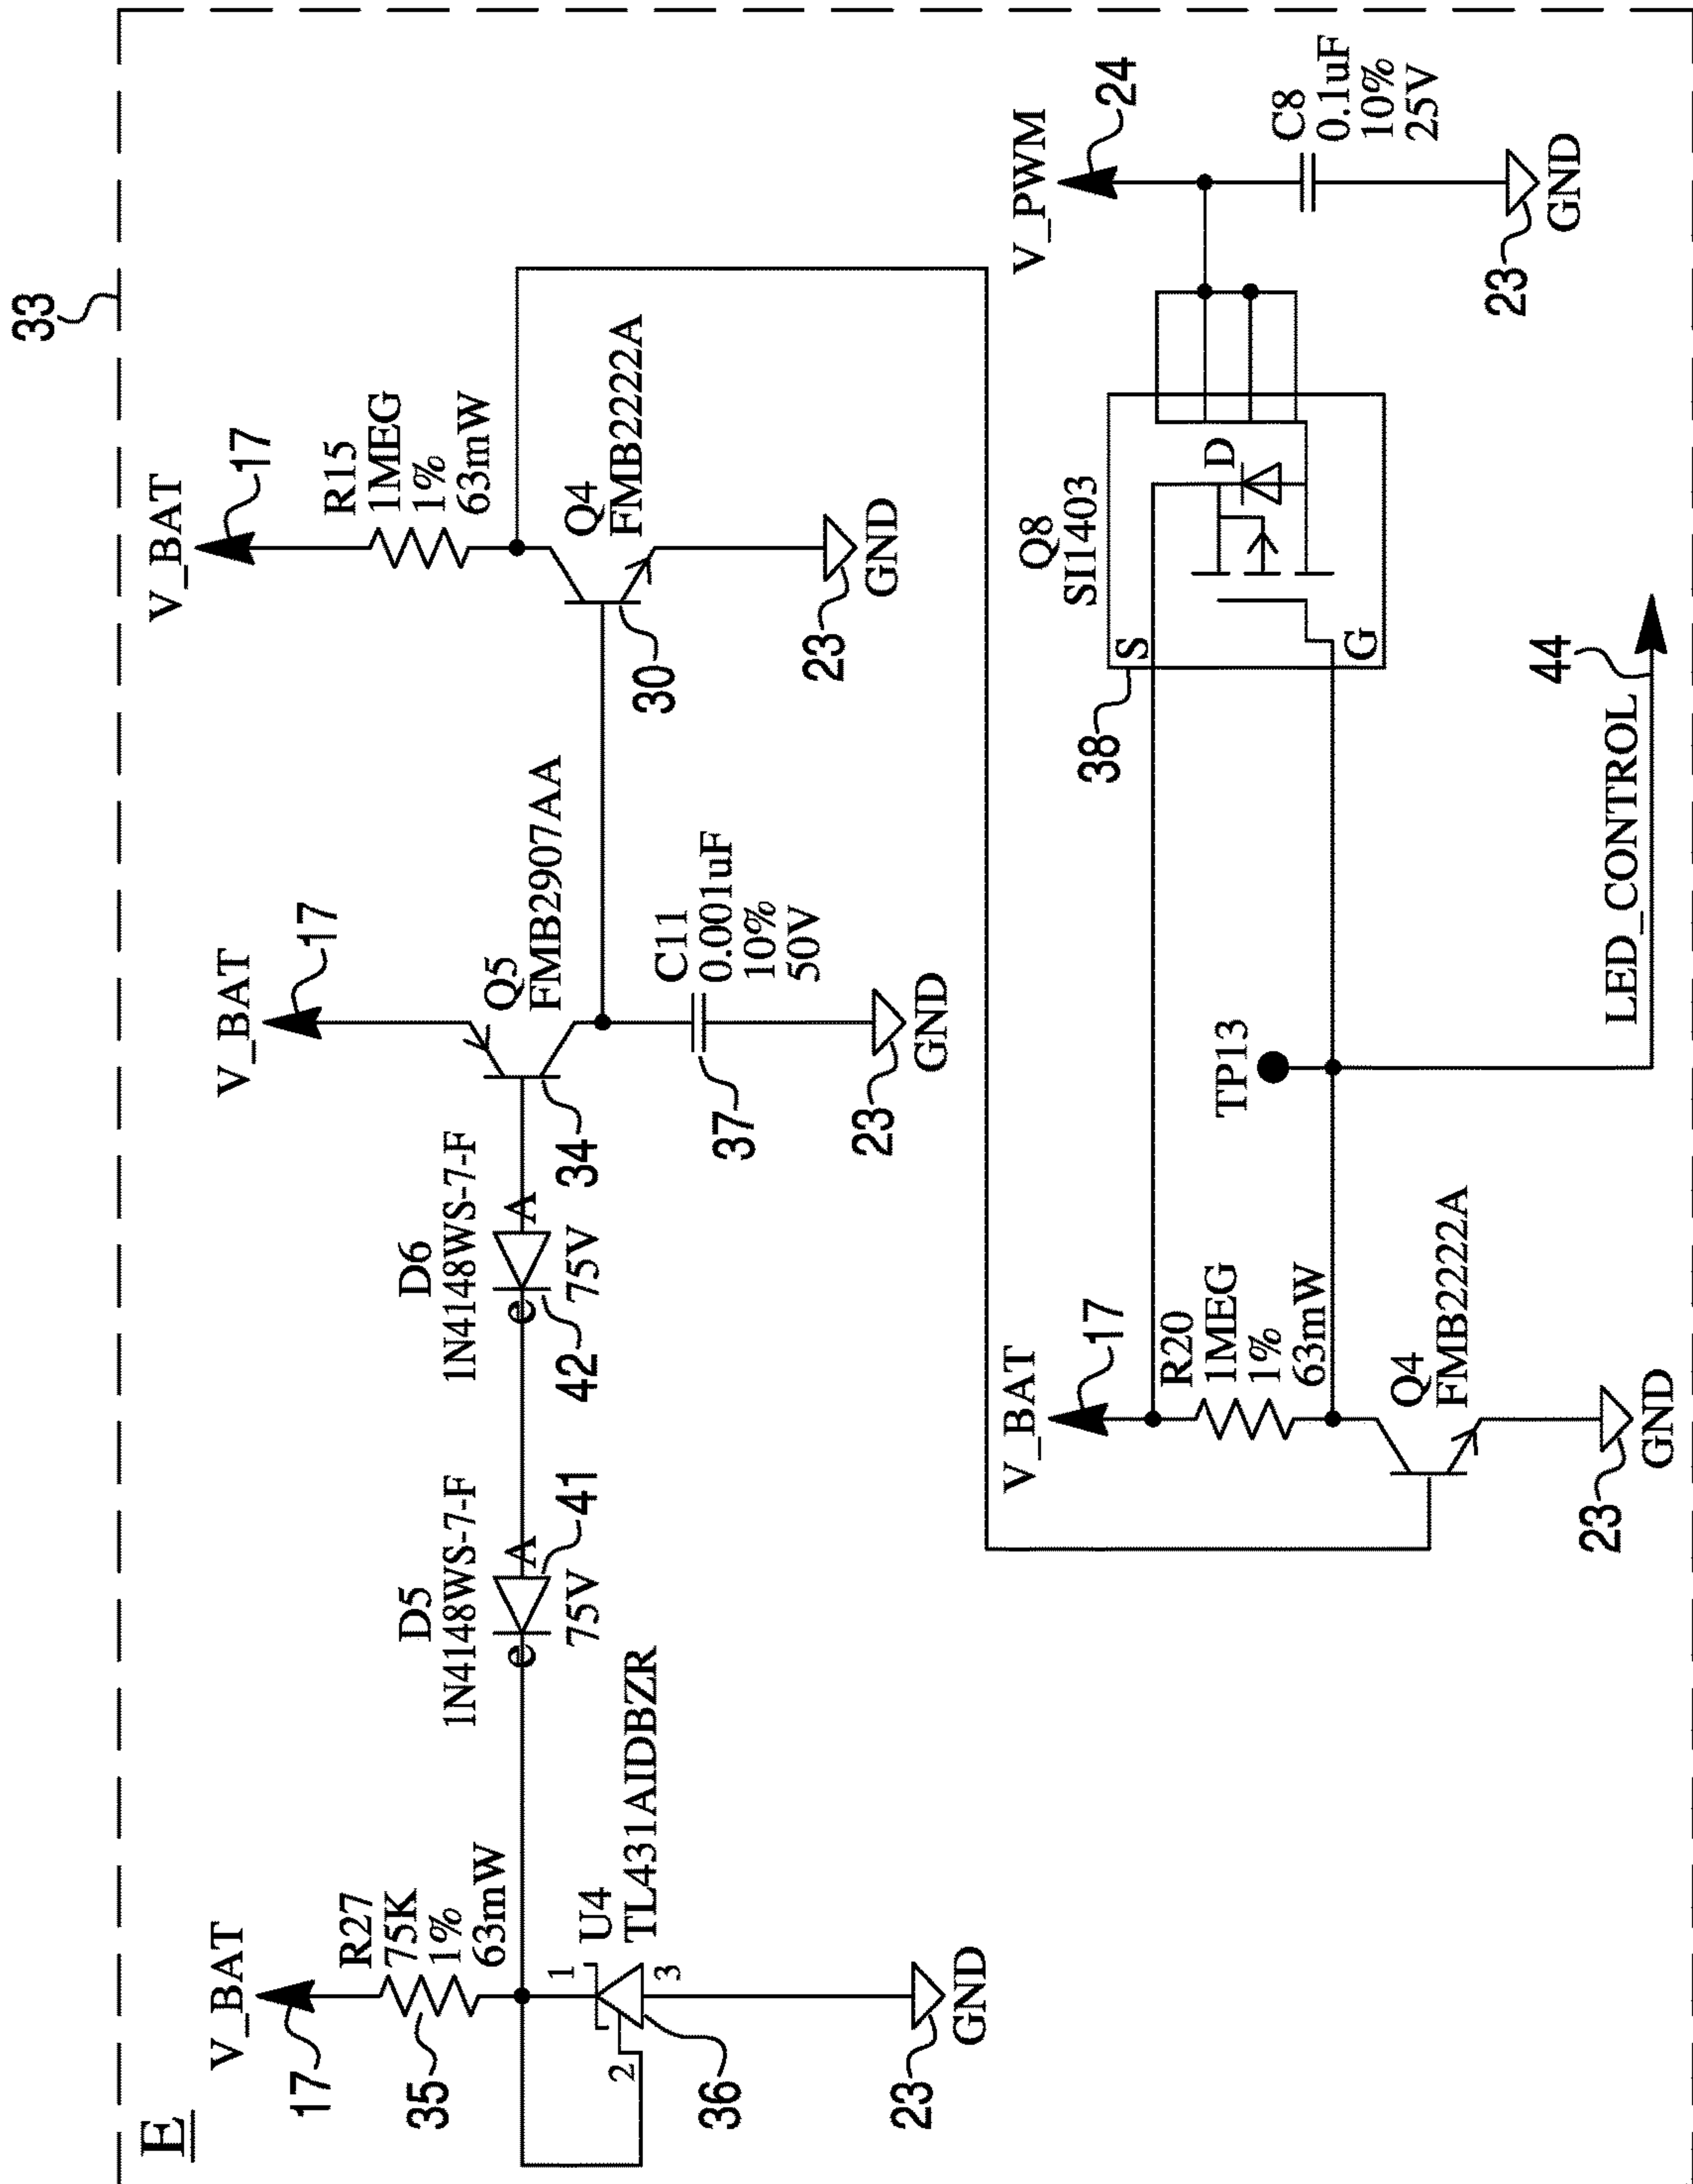 E
33
V_BAT
17
R27
75K
1%
63mW
35
U4
TL431AIDBZR
1
2
3
36
23
GND
D5
1N4148WS-7-F
e
A
75V
41
D6
1N4148WS-7-F
e
A
75V
42
V_BAT
17
Q5
FMB2907AA
34
C11
0.001uF
10%
50V
37
23
GND
V_BAT
17
R15
1MEG
1%
63mW
Q4
FMB2222A
30
23
GND
V_BAT
17
R20
1MEG
1%
63mW
Q4
FMB2222A
23
GND
TP13
LED_CONTROL
44
38
Q8
SI1403
S
D
G
V_PWM
24
C8
0.1uF
10%
25V
23
GND